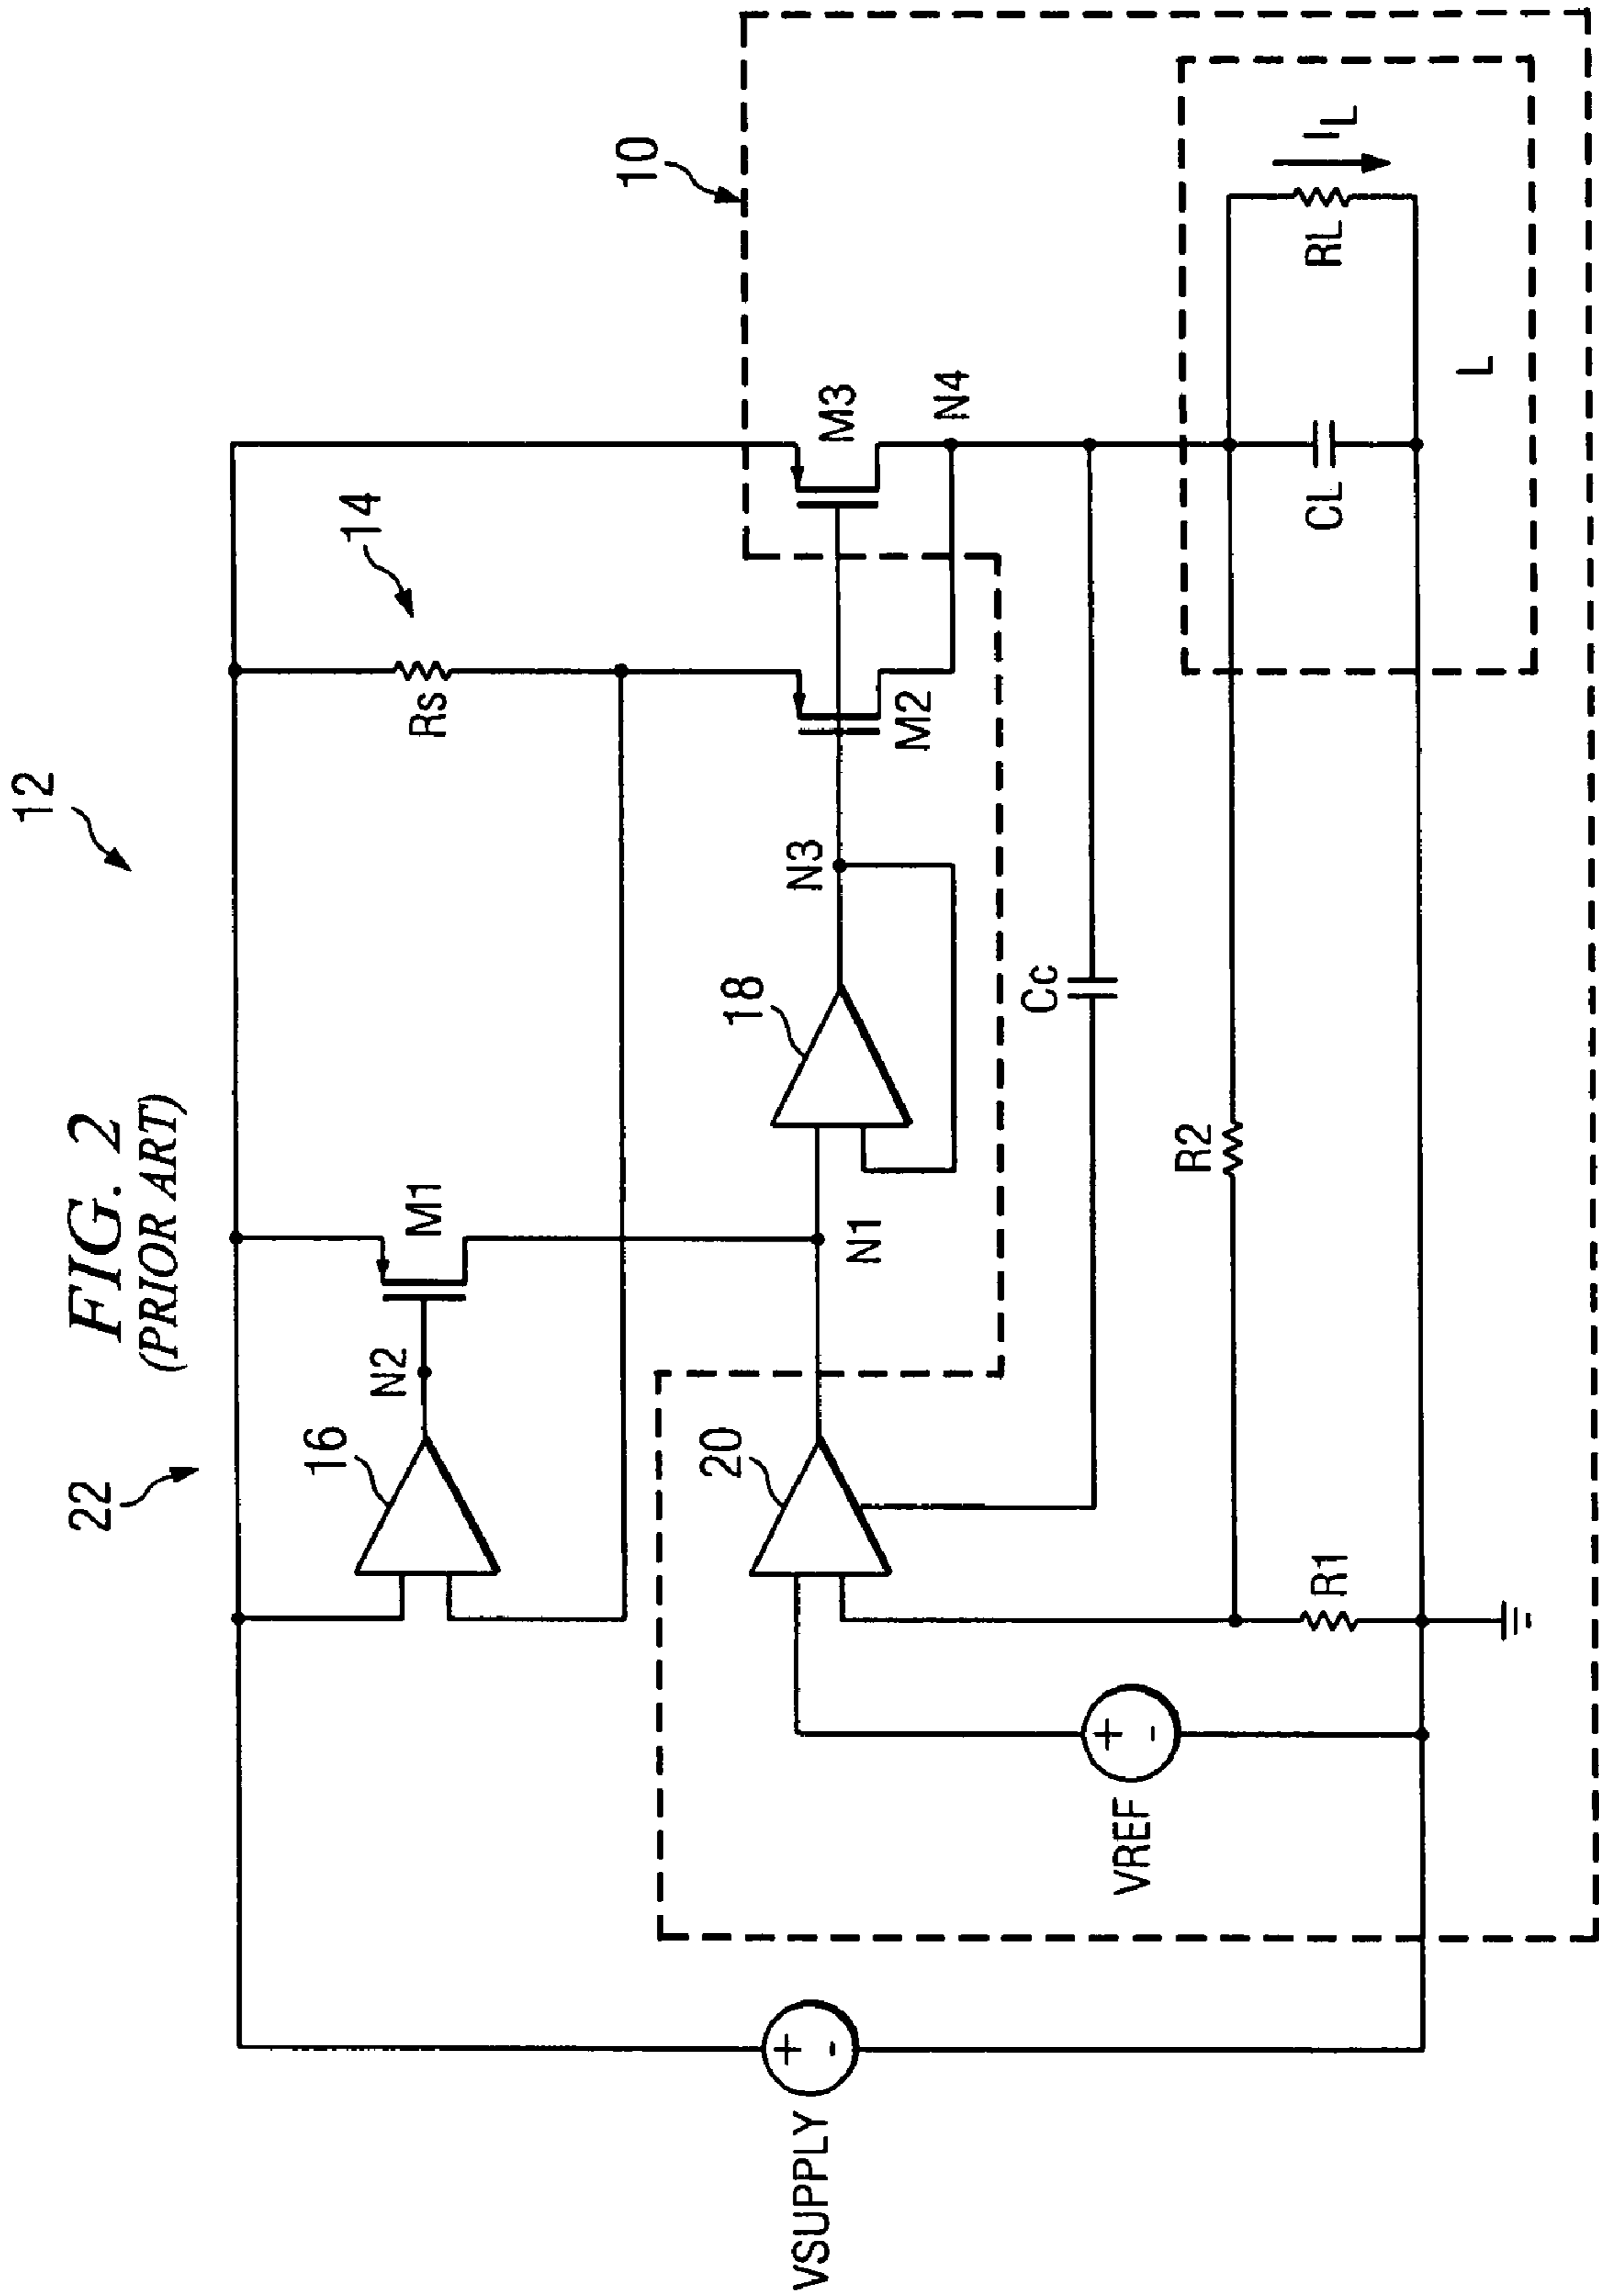 FIG. 2
(PRIOR ART)
12
22
14
16
N2
M1
Rs
10
20
N1
18
N3
M2
M3
N4
Cc
VSUPPLY
+
-
VREF
+
-
R2
R1
CL
RL
IL
L